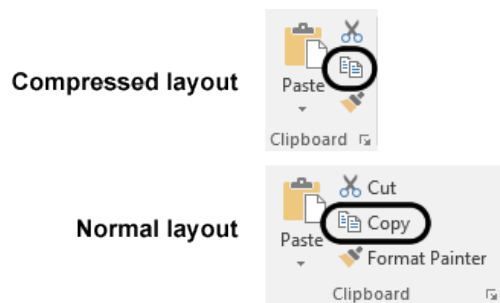 Compressed layout
Paste
Clipboard
Normal layout
Paste
Cut
Copy
Format Painter
Clipboard